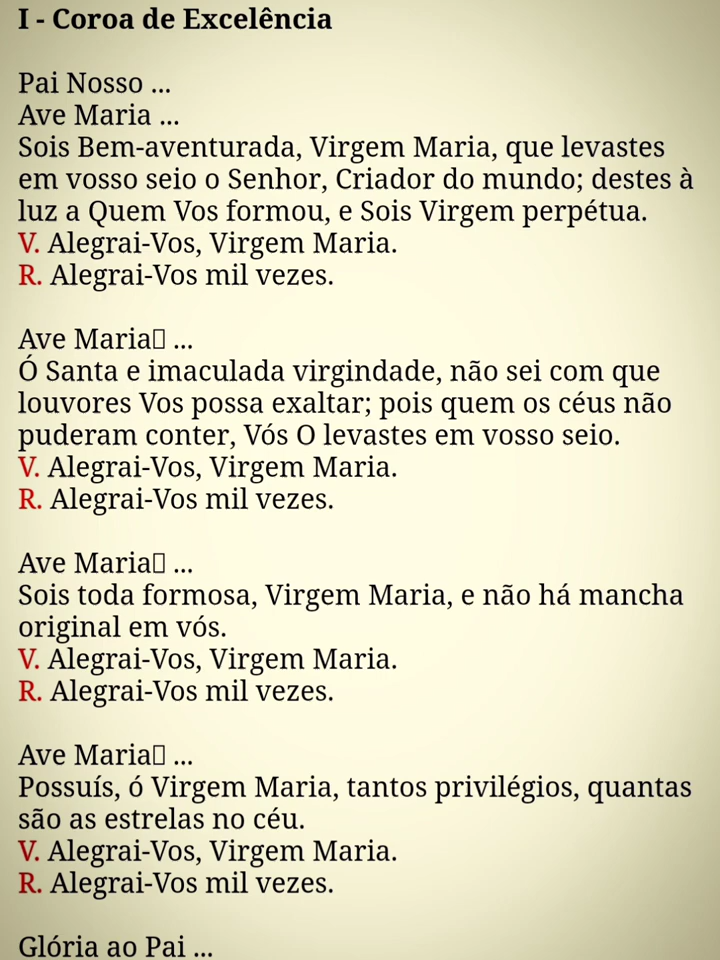 I - Coroa de Excelência
Pai Nosso ...
Ave Maria ...
Sois Bem-aventurada, Virgem Maria, que levastes
em vosso seio o Senhor, Criador do mundo; destes à
luz a Quem Vos formou, e Sois Virgem perpétua.
V. Alegrai-Vos, Virgem Maria.
R. Alegrai-Vos mil vezes.
Ave Maria▯ ...
Ó Santa e imaculada virgindade, não sei com que
louvores Vos possa exaltar; pois quem os céus não
puderam conter, Vós O levastes em vosso seio.
V. Alegrai-Vos, Virgem Maria.
R. Alegrai-Vos mil vezes.
Ave Maria▯ ...
Sois toda formosa, Virgem Maria, e não há mancha
original em vós.
V. Alegrai-Vos, Virgem Maria.
R. Alegrai-Vos mil vezes.
Ave Maria▯ ...
Possuís, ó Virgem Maria, tantos privilégios, quantas
são as estrelas no céu.
V. Alegrai-Vos, Virgem Maria.
R. Alegrai-Vos mil vezes.
Glória ao Pai ...